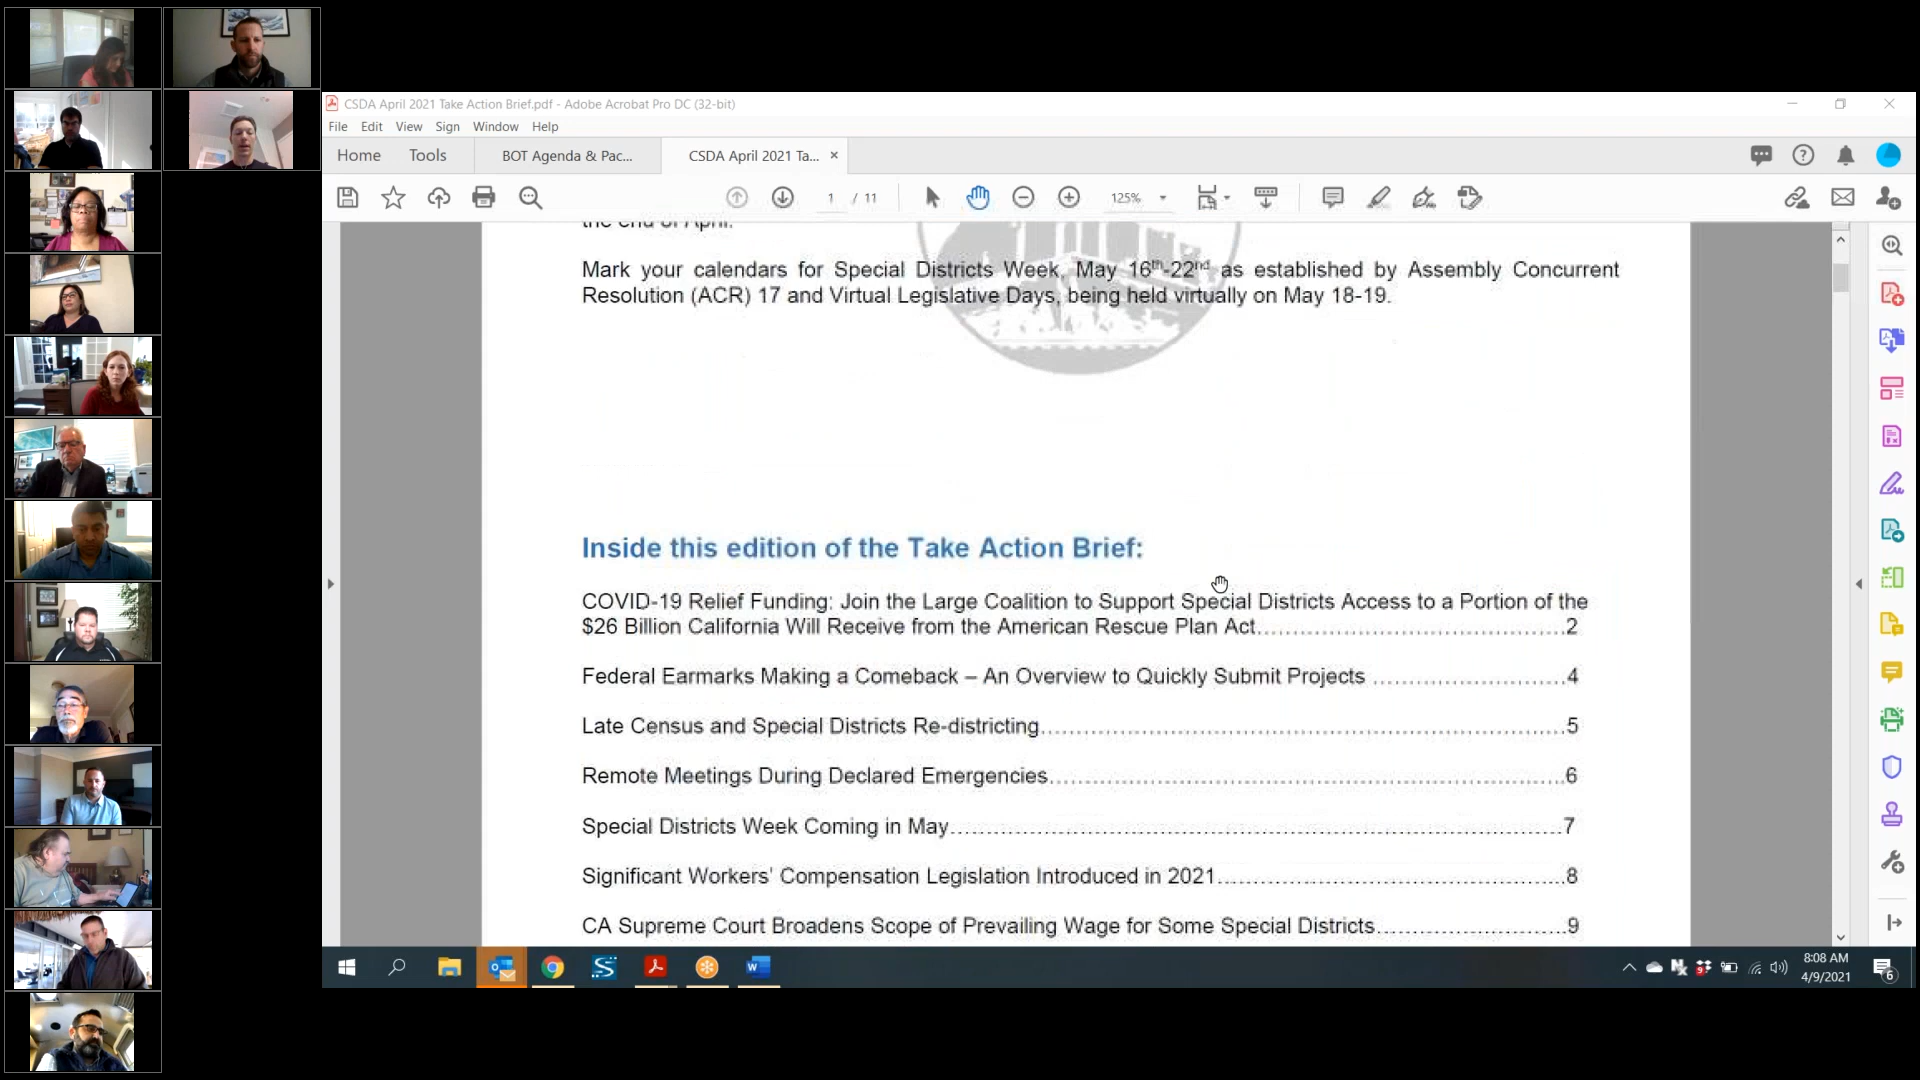 CSDA April 2021 Take Action Brief.pdf - Adobe Acrobat Pro DC (32-bit)
File Edit View Sign Window Help
Home Tools BOT Agenda & Pac... CSDA April 2021 Ta... ×
1 / 11 125%
the end of April.
Mark your calendars for Special Districts Week, May 16th-22nd as established by Assembly Concurrent
Resolution (ACR) 17 and Virtual Legislative Days, being held virtually on May 18-19.
Inside this edition of the Take Action Brief:
COVID-19 Relief Funding: Join the Large Coalition to Support Special Districts Access to a Portion of the
$26 Billion California Will Receive from the American Rescue Plan Act....................................2
Federal Earmarks Making a Comeback – An Overview to Quickly Submit Projects ......................4
Late Census and Special Districts Re-districting..............................................................5
Remote Meetings During Declared Emergencies..............................................................6
Special Districts Week Coming in May..........................................................................7
Significant Workers' Compensation Legislation Introduced in 2021.........................................8
CA Supreme Court Broadens Scope of Prevailing Wage for Some Special Districts......................9
8:08 AM
4/9/2021
6